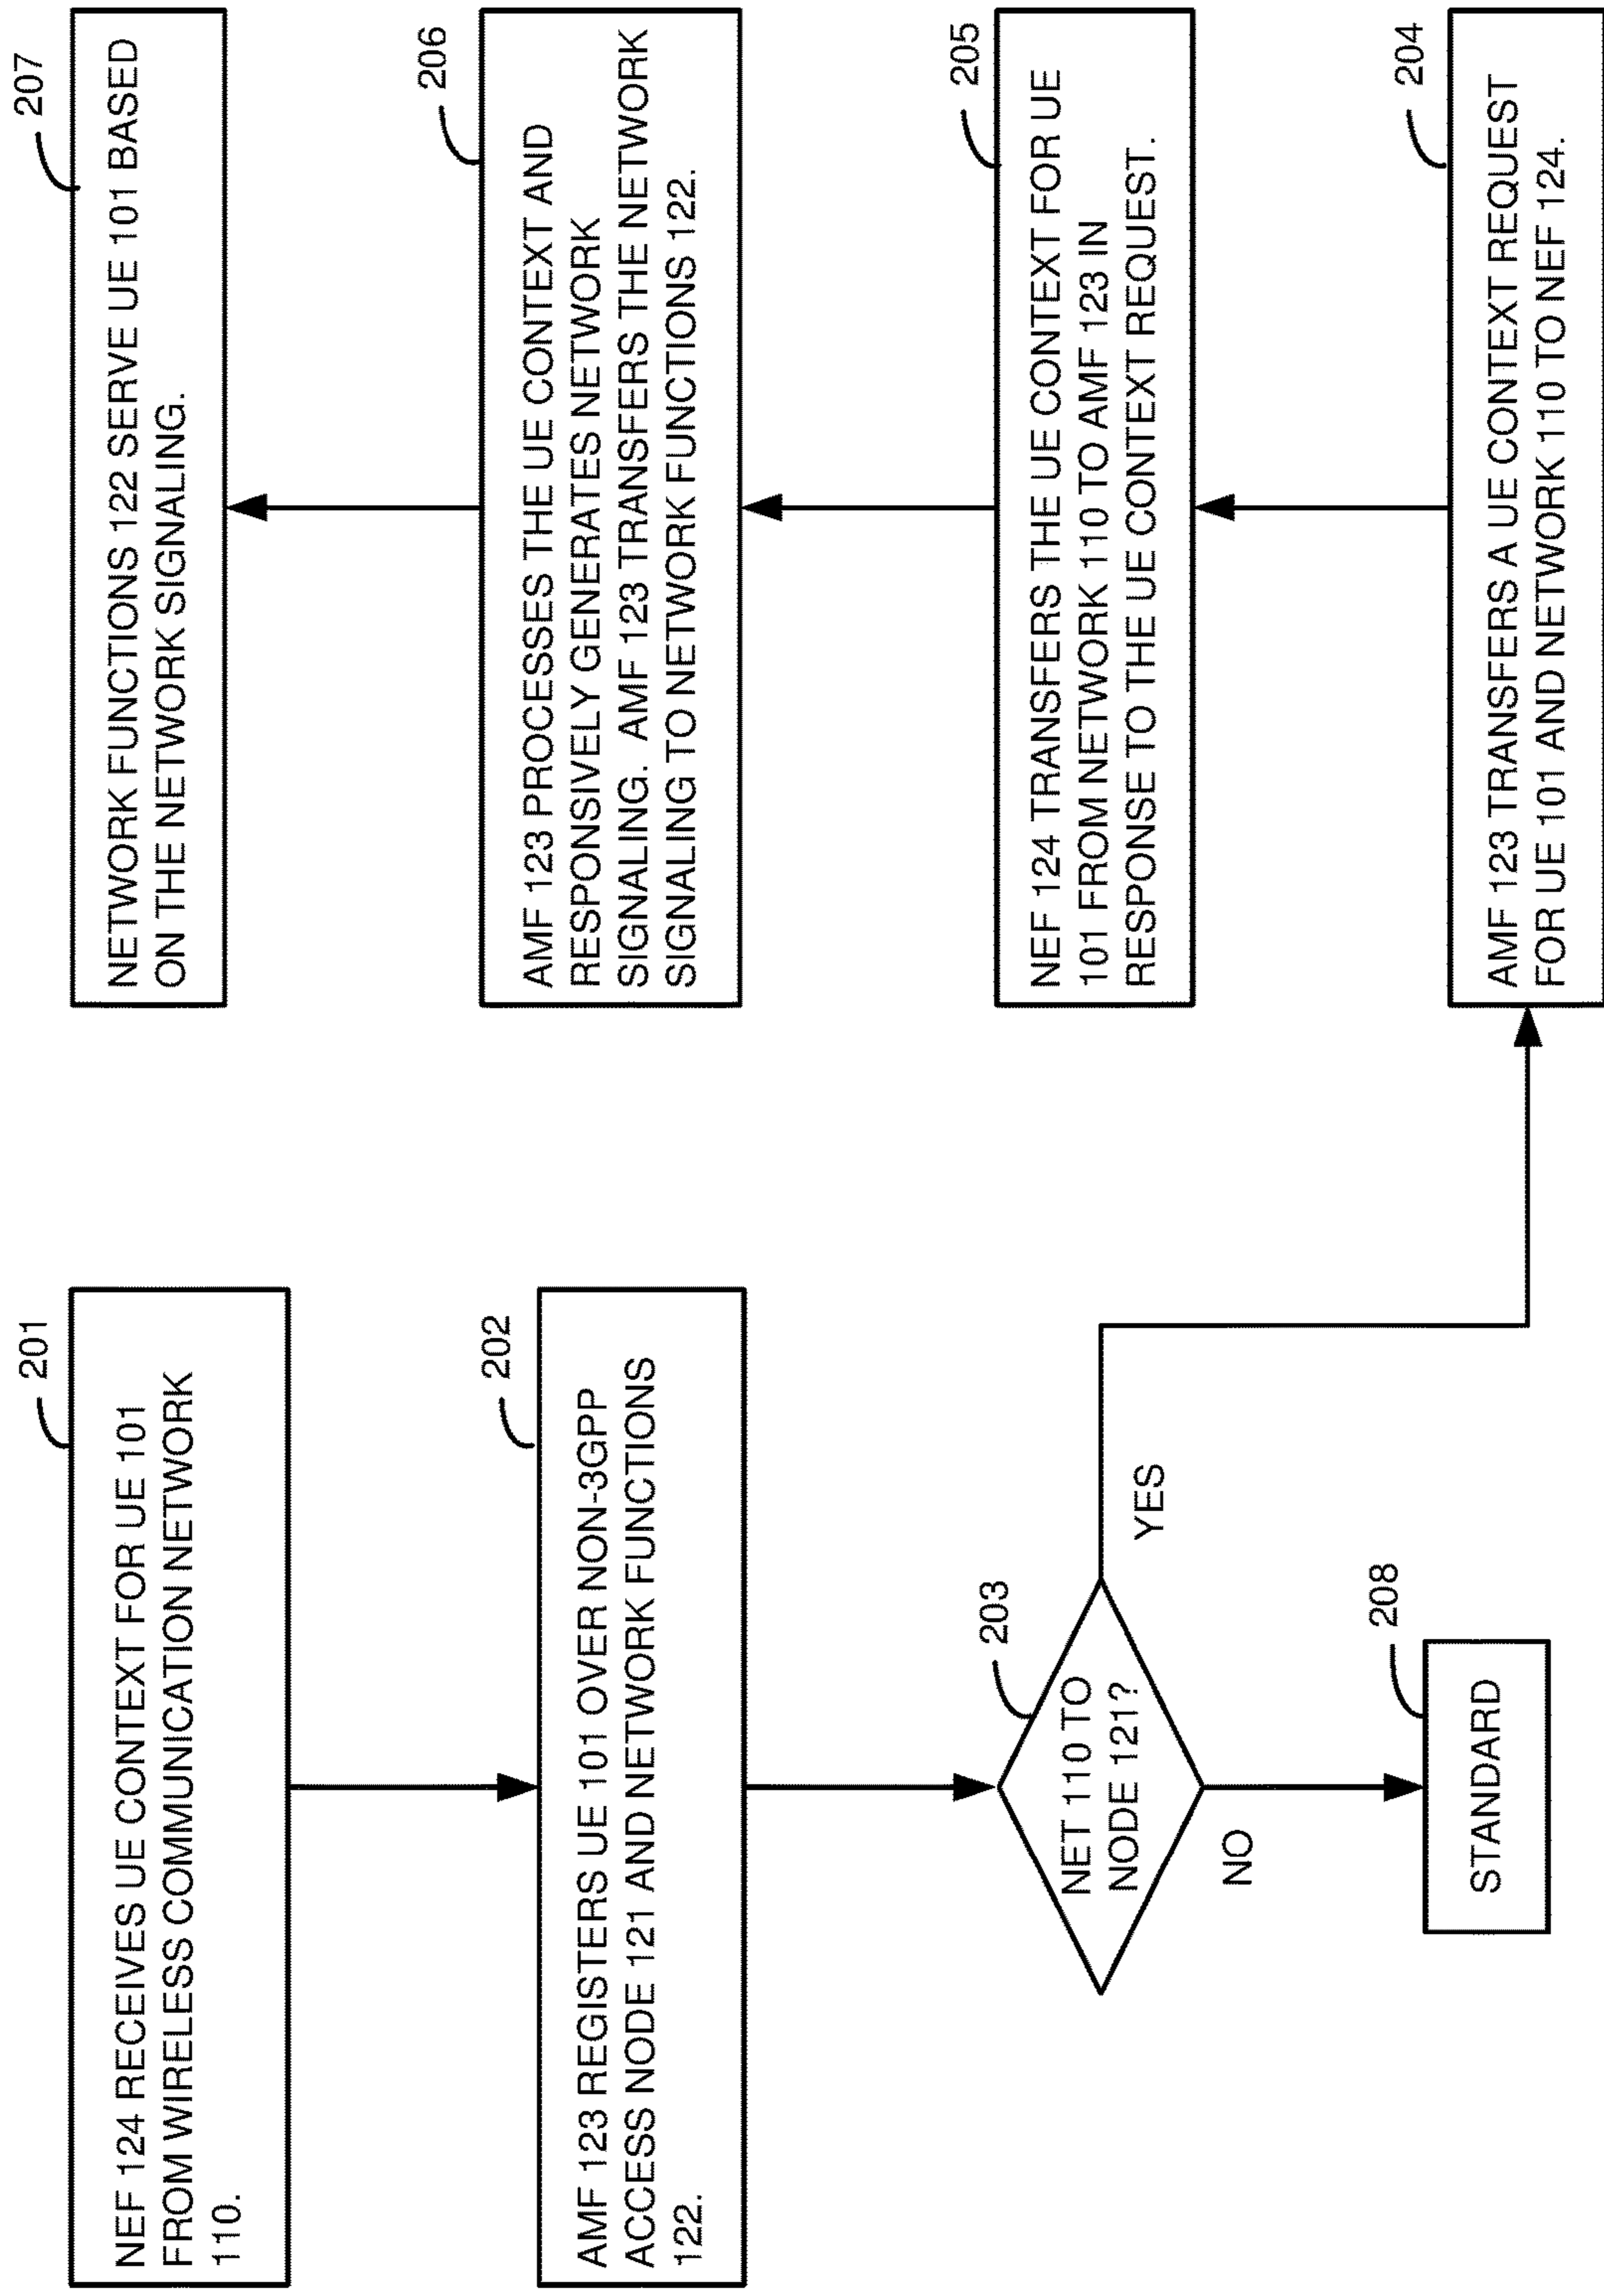 201
NEF 124 RECEIVES UE CONTEXT FOR UE 101
FROM WIRELESS COMMUNICATION NETWORK
110.
202
AMF 123 REGISTERS UE 101 OVER NON-3GPP
ACCESS NODE 121 AND NETWORK FUNCTIONS
122.
203
NET 110 TO
NODE 121?
YES
NO
208
STANDARD
204
AMF 123 TRANSFERS A UE CONTEXT REQUEST
FOR UE 101 AND NETWORK 110 TO NEF 124.
205
NEF 124 TRANSFERS THE UE CONTEXT FOR UE
101 FROM NETWORK 110 TO AMF 123 IN
RESPONSE TO THE UE CONTEXT REQUEST.
206
AMF 123 PROCESSES THE UE CONTEXT AND
RESPONSIVELY GENERATES NETWORK
SIGNALING. AMF 123 TRANSFERS THE NETWORK
SIGNALING TO NETWORK FUNCTIONS 122.
207
NETWORK FUNCTIONS 122 SERVE UE 101 BASED
ON THE NETWORK SIGNALING.